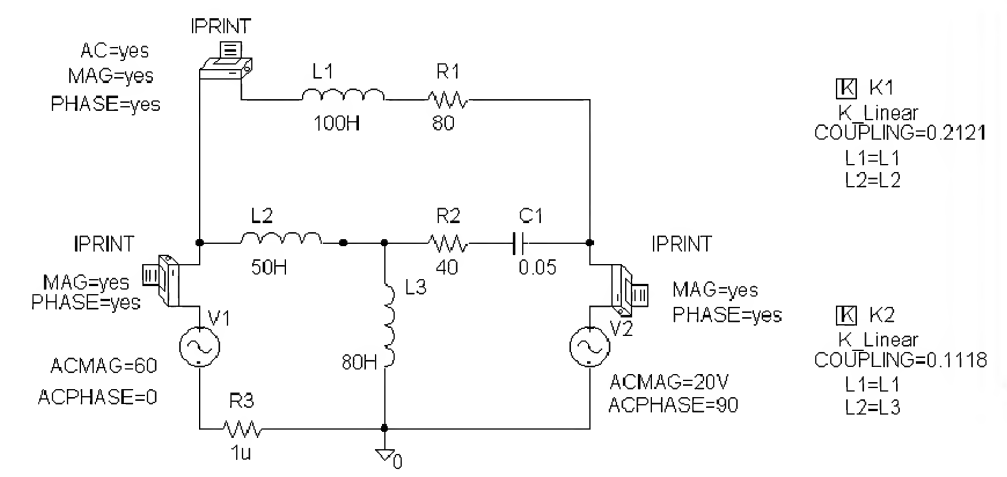 IPRINT
AC=yes
MAG=yes
PHASE=yes
L1
100H
R1
80
K K1
K_Linear
COUPLING=0.2121
L1=L1
L2=L2
IPRINT
MAG=yes
PHASE=yes
L2
50H
R2
40
C1
0.05
IPRINT
MAG=yes
PHASE=yes
L3
80H
V1
ACMAG=60
ACPHASE=0
V2
ACMAG=20V
ACPHASE=90
K K2
K_Linear
COUPLING=0.1118
L1=L1
L2=L3
R3
1u
0